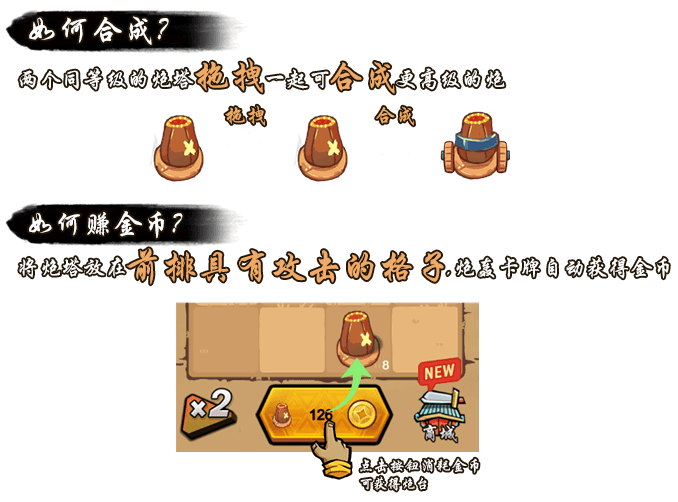 如何合成?
两个同等级的炮塔拖拽一起可合成更高级的炮
拖拽 合成
如何赚金币?
将炮塔放在前排具有攻击的格子,炮赢卡牌自动获得金币
8
NEW
×2
126
商城
点击按钮消耗金币
可获得炮台